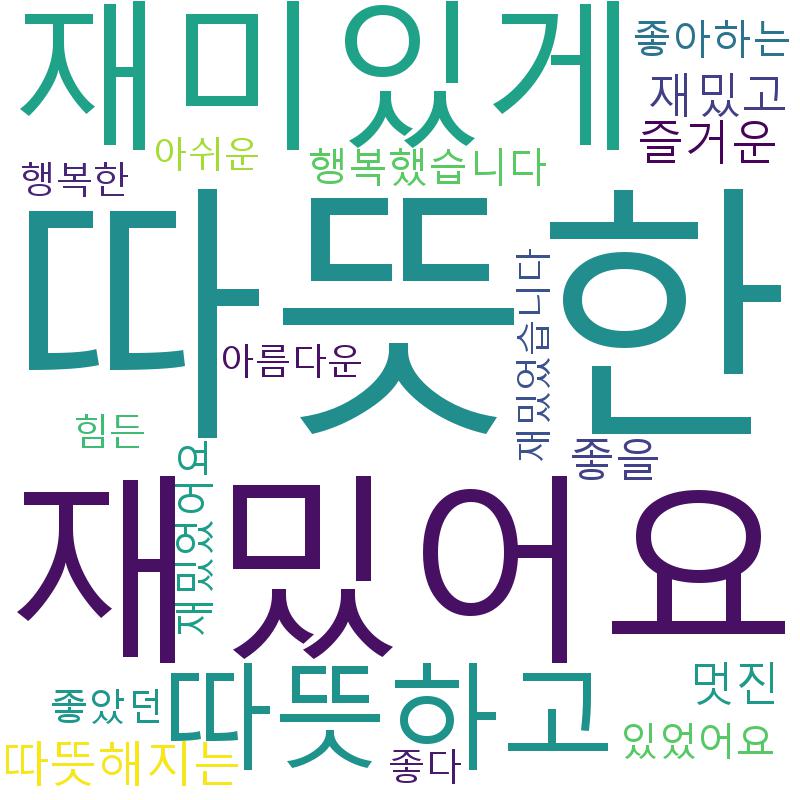 재미있게
좋아하는
재밌고
즐거운
아쉬운
행복했습니다
행복한
따뜻한
재밌었습니다
아름다운
힘든
좋을
재밌었어여
재밌어요
따뜻하고
멋진
좋았던
있었어요
따뜻해지는
좋다